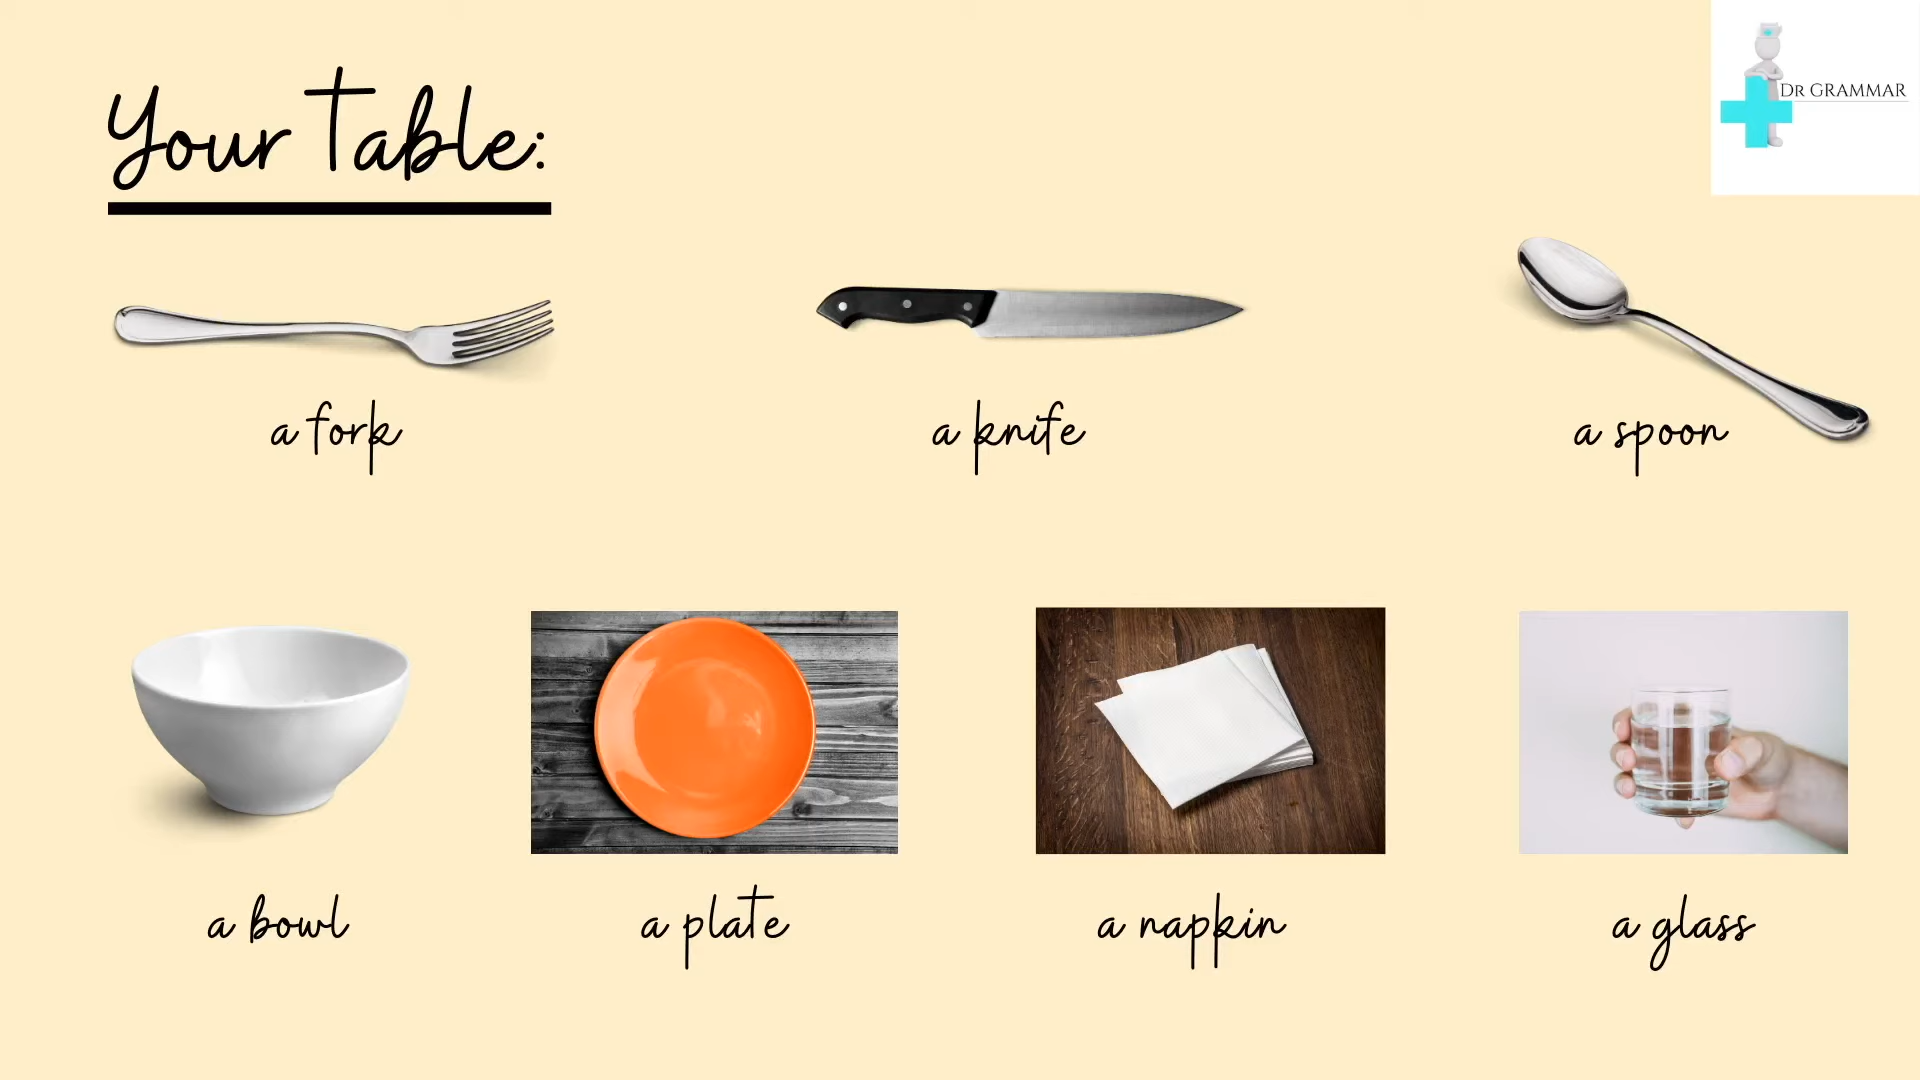 Your Table:
DR GRAMMAR
a fork
a knife
a spoon
a bowl
a plate
a napkin
a glass